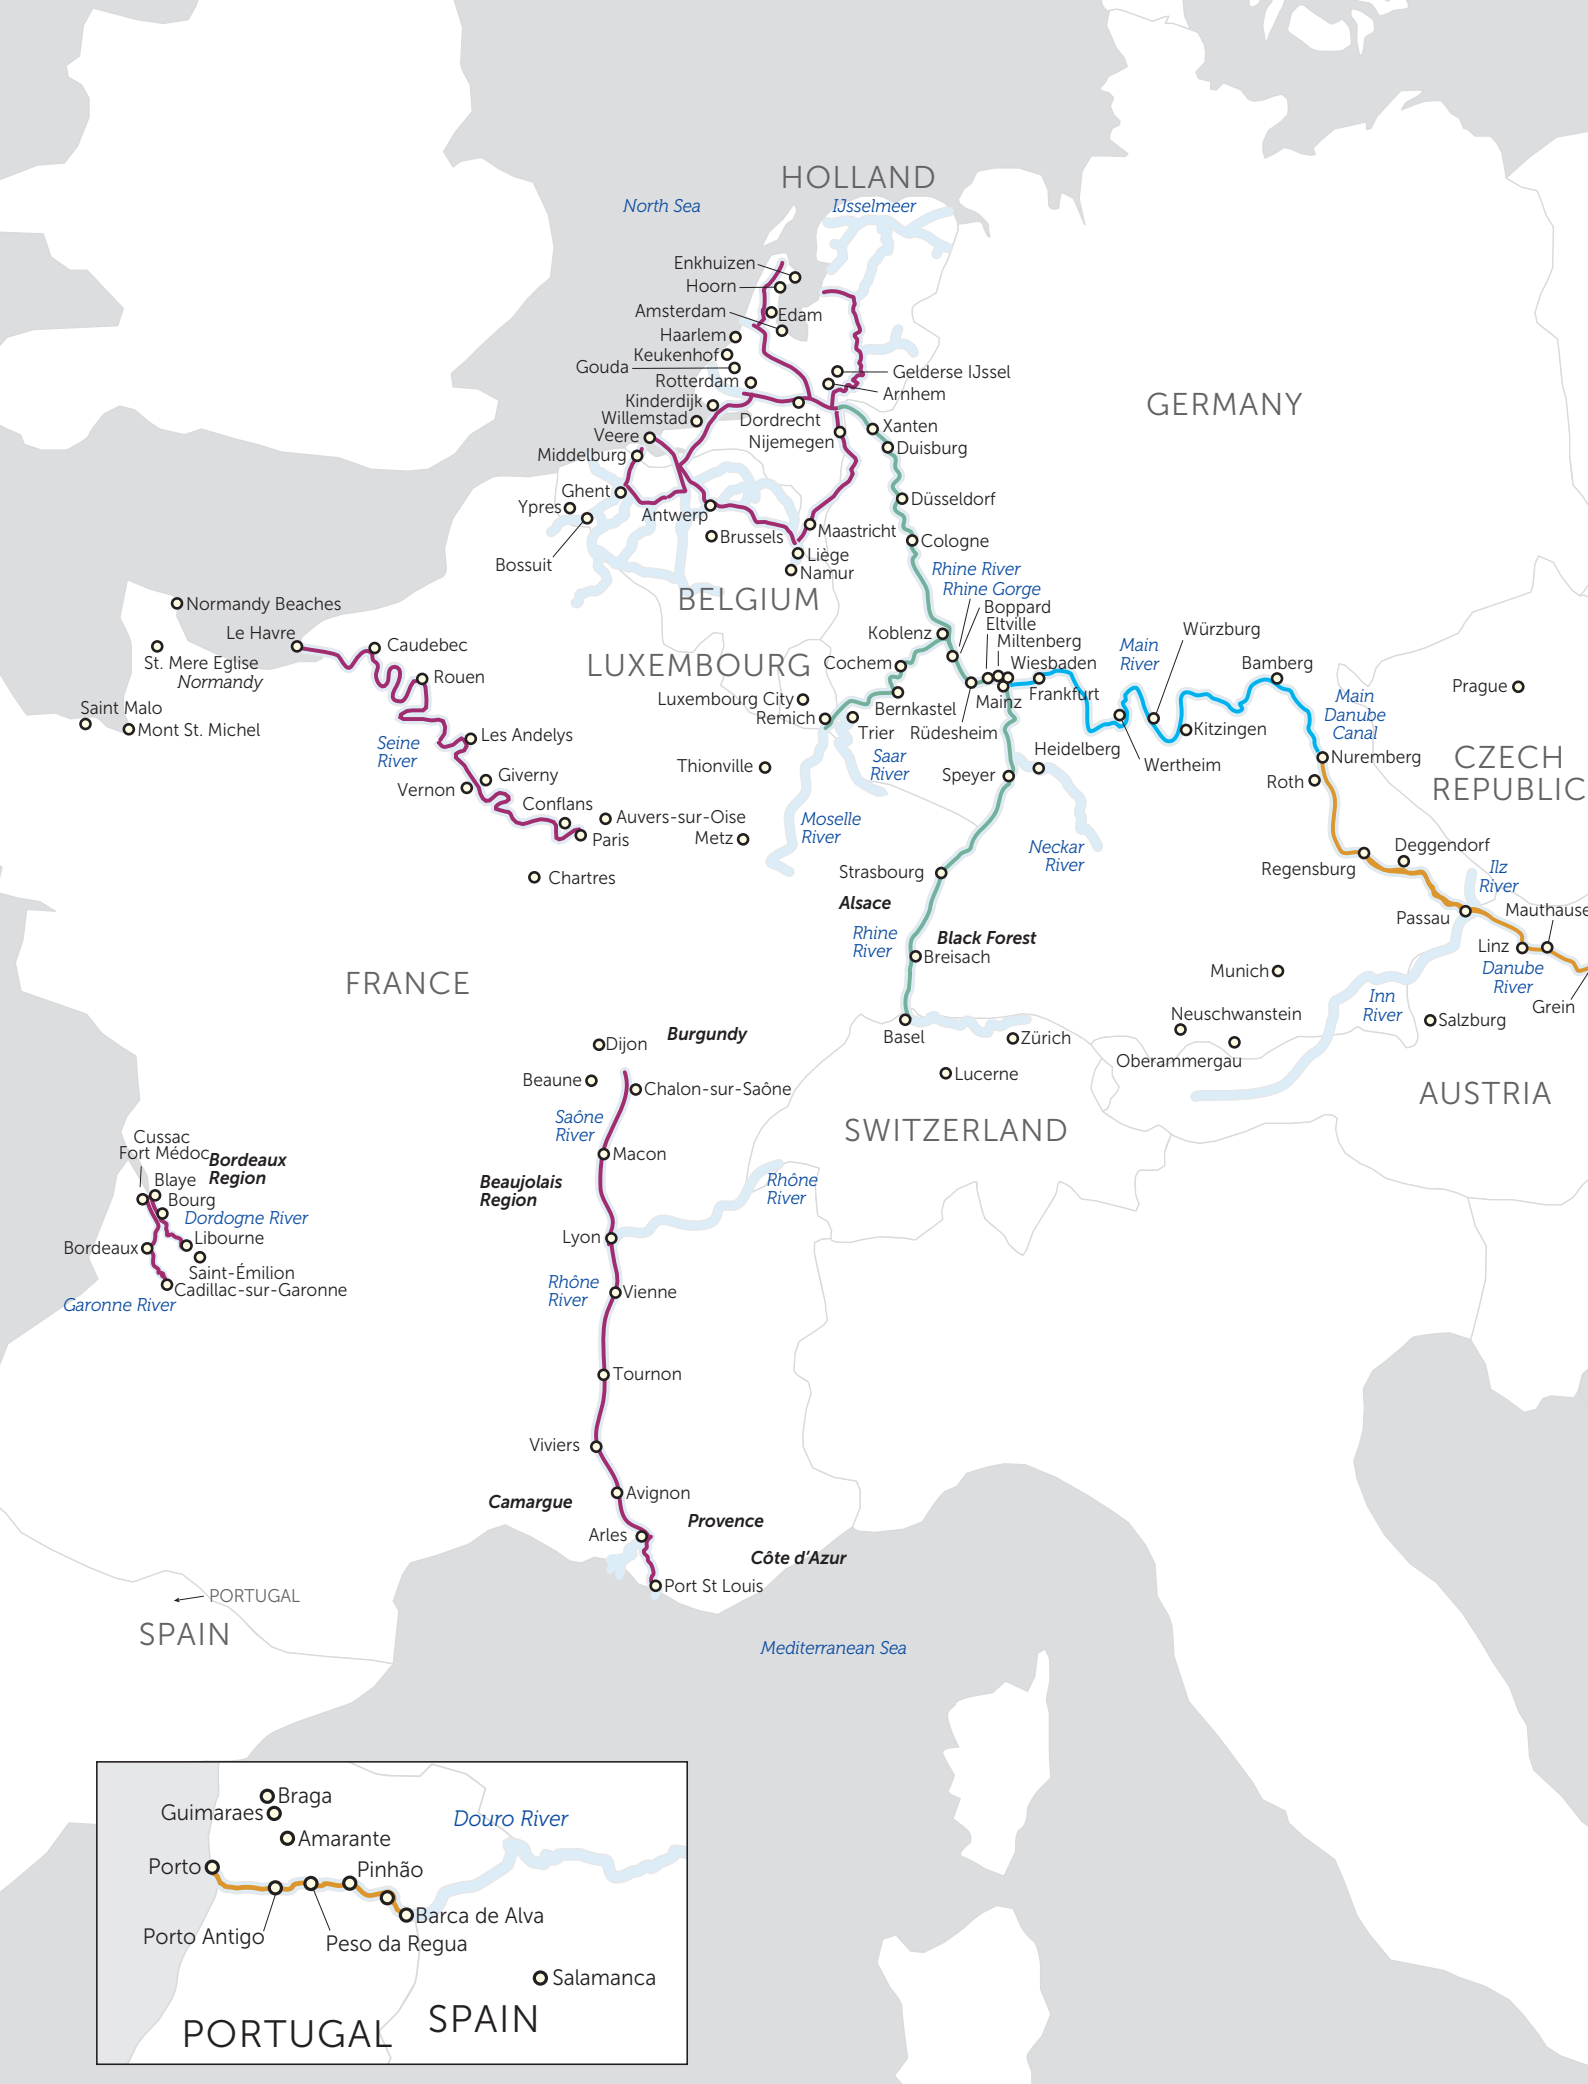 HOLLAND
North Sea
IJsselmeer
Enkhuizen
Hoorn
Amsterdam
Edam
Haarlem
Keukenhof
Gouda
Rotterdam
Gelderse IJssel
Arnhem
Kinderdijk
Willemstad
Dordrecht
Veere
Nijemegen
Middelburg
Xanten
Duisburg
GERMANY
Ghent
Ypres
Antwerp
Düsseldorf
Brussels
Maastricht
Cologne
Bossuit
Liège
Namur
BELGIUM
Rhine River
Rhine Gorge
Boppard
Eltville
Miltenberg
Koblenz
Wiesbaden
Cochem
Mainz
Frankfurt
Main
River
Würzburg
Bamberg
Main
Danube
Canal
Prague
Normandy Beaches
Le Havre
Caudebec
St. Mere Eglise
Normandy
Rouen
LUXEMBOURG
Luxembourg City
Remich
Bernkastel
Trier
Rüdesheim
Saint Malo
Mont St. Michel
Kitzingen
Seine
River
Les Andelys
Saar
River
Heidelberg
Wertheim
Nuremberg
CZECH
REPUBLIC
Thionville
Speyer
Roth
Giverny
Vernon
Conflans
Auvers-sur-Oise
Paris
Metz
Moselle
River
Neckar
River
Deggendorf
Regensburg
Ilz
River
Chartres
Strasbourg
Alsace
Passau
Mauthause
Rhine
River
Black Forest
Breisach
Linz
Danube
River
Munich
FRANCE
Inn
River
Grein
Neuschwanstein
Salzburg
Burgundy
Dijon
Basel
Zürich
Oberammergau
Beaune
Chalon-sur-Saône
Lucerne
AUSTRIA
Saône
River
SWITZERLAND
Cussac
Fort Médoc
Bordeaux
Region
Macon
Blaye
Bourg
Beaujolais
Region
Rhône
River
Dordogne River
Libourne
Lyon
Bordeaux
Saint-Émilion
Cadillac-sur-Garonne
Garonne River
Rhône
River
Vienne
Tournon
Viviers
Avignon
Camargue
Provence
Arles
Côte d’Azur
Port St Louis
PORTUGAL
SPAIN
Mediterranean Sea
Braga
Guimaraes
Douro River
Amarante
Porto
Pinhão
Barca de Alva
Porto Antigo
Peso da Regua
Salamanca
SPAIN
PORTUGAL